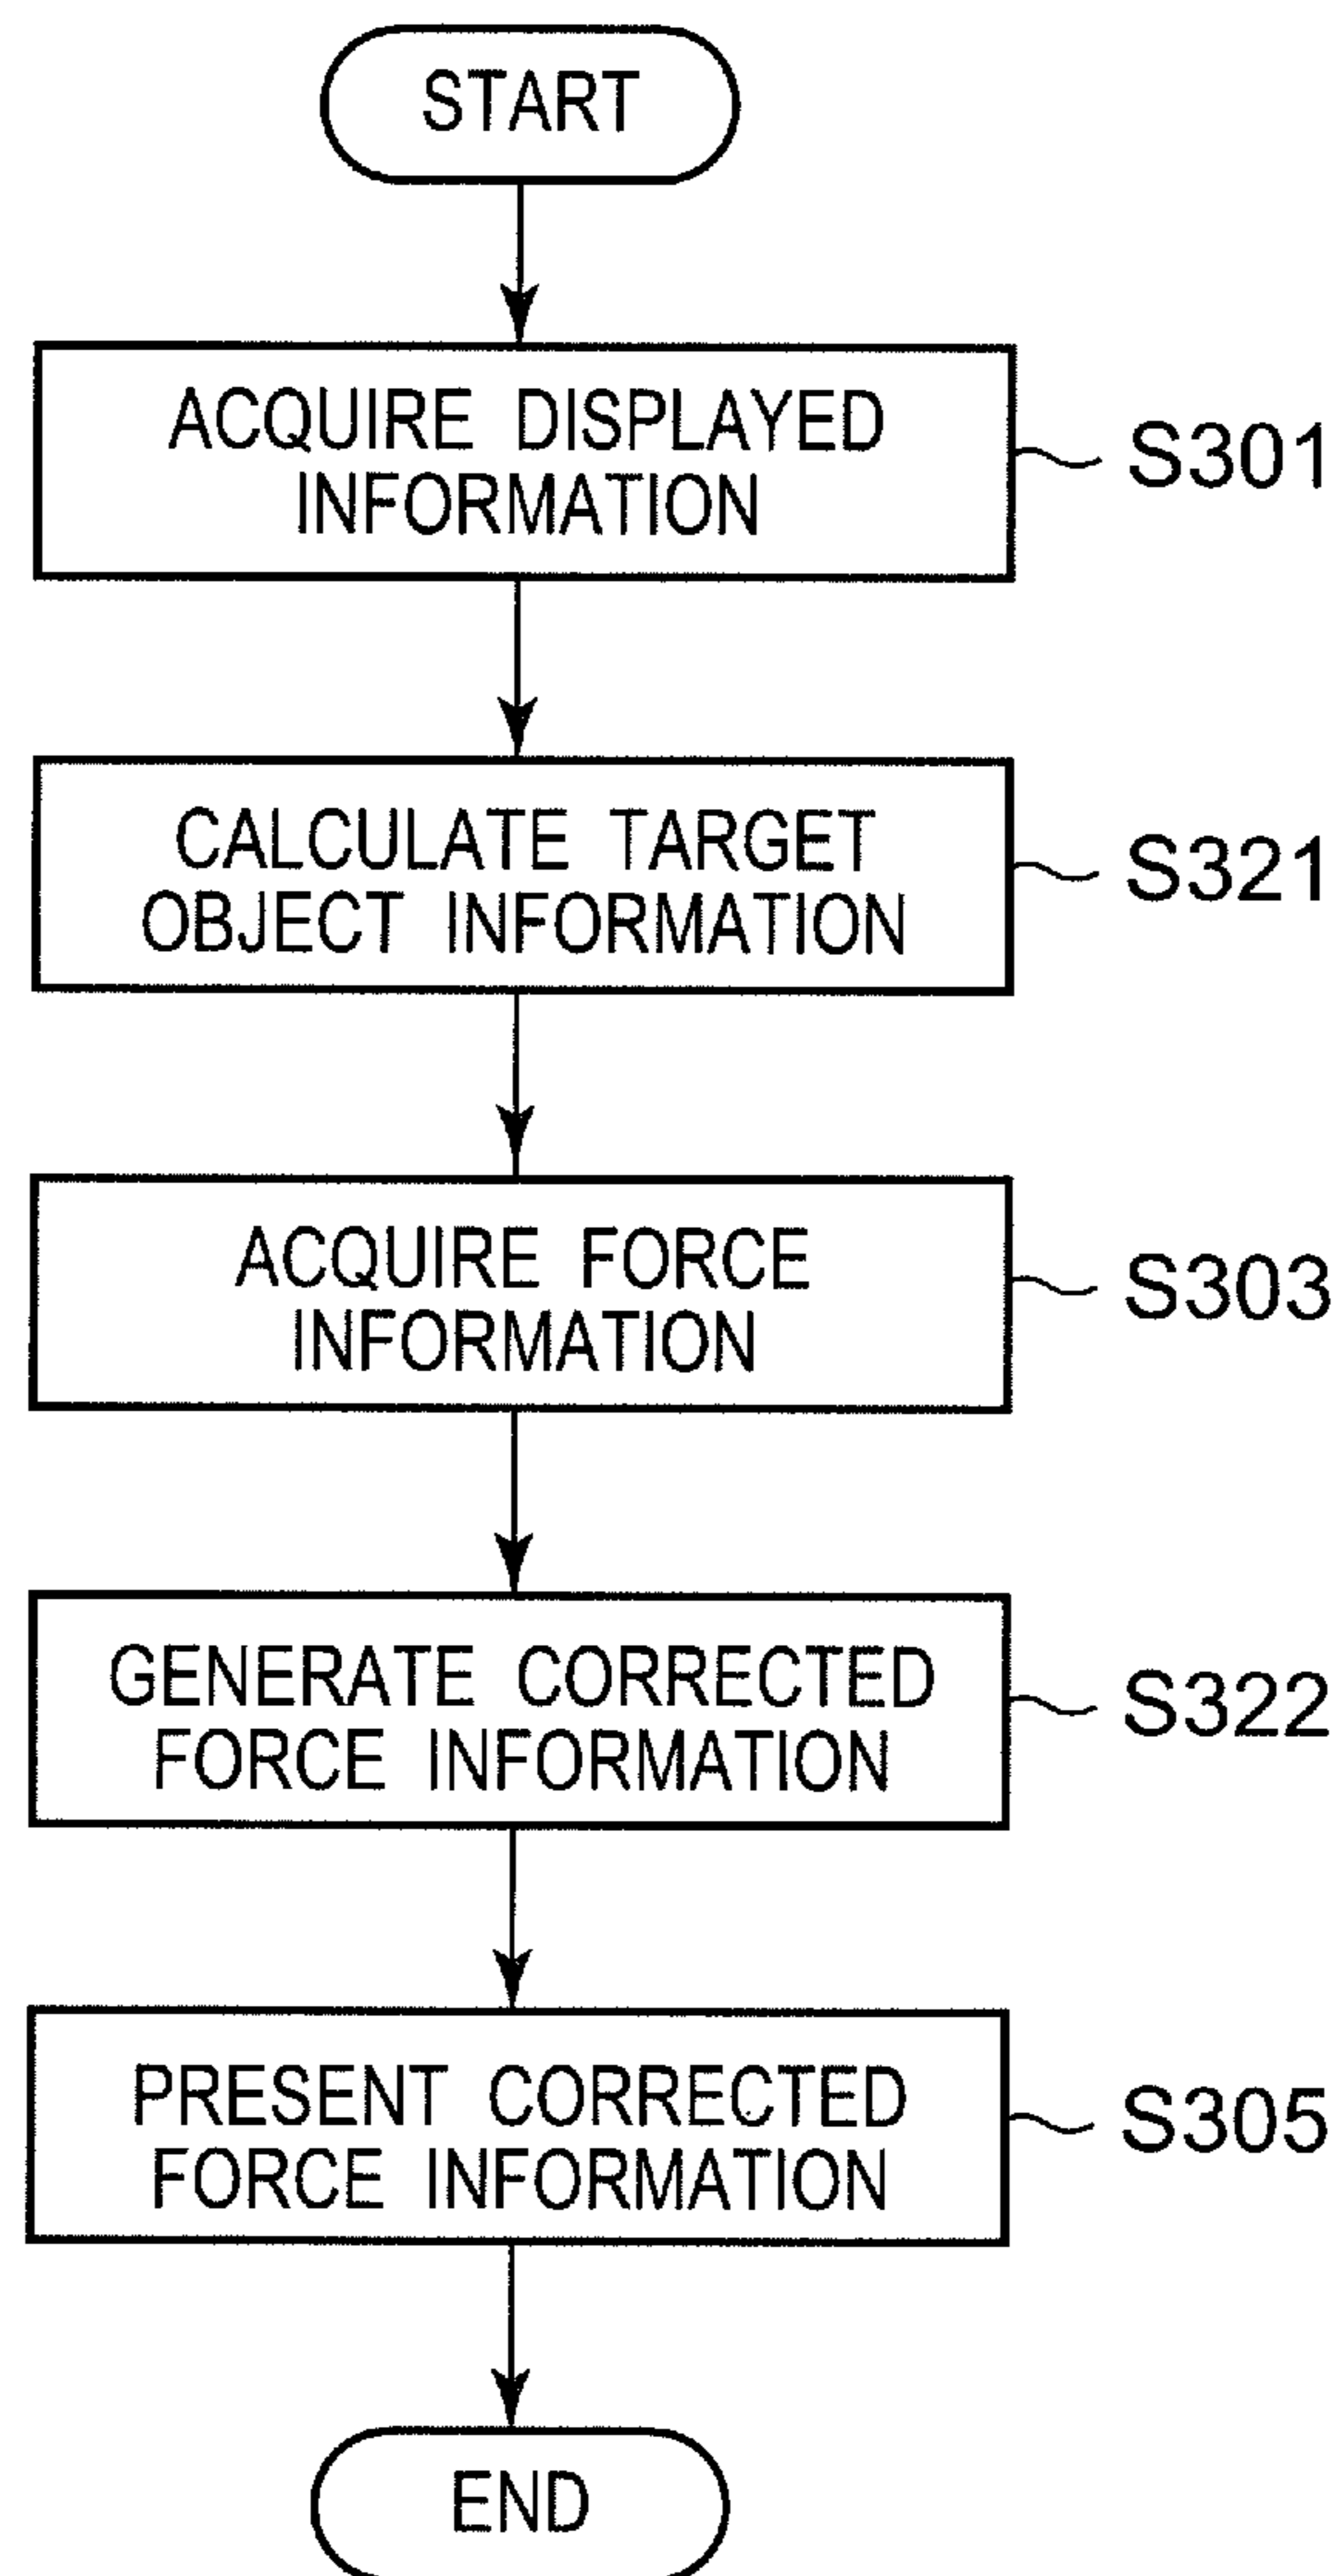 START
ACQUIRE DISPLAYED
INFORMATION
S301
CALCULATE TARGET
OBJECT INFORMATION
S321
ACQUIRE FORCE
INFORMATION
S303
GENERATE CORRECTED
FORCE INFORMATION
S322
PRESENT CORRECTED
FORCE INFORMATION
S305
END